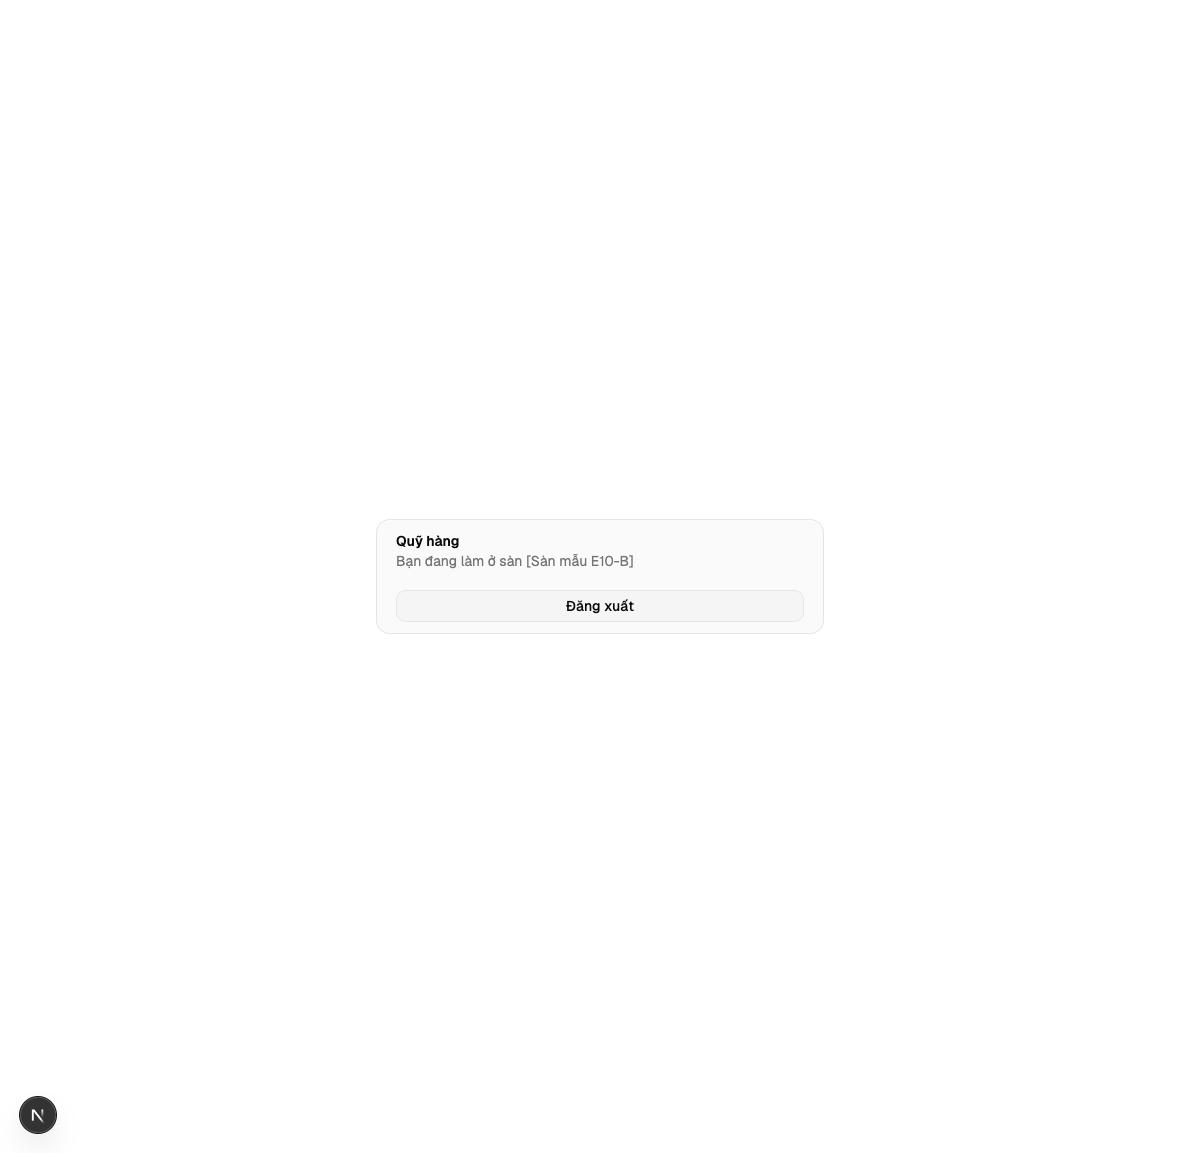 Quỹ hàng
Bạn đang làm ở sàn [Sàn mẫu E10-B]
Đăng xuất
N